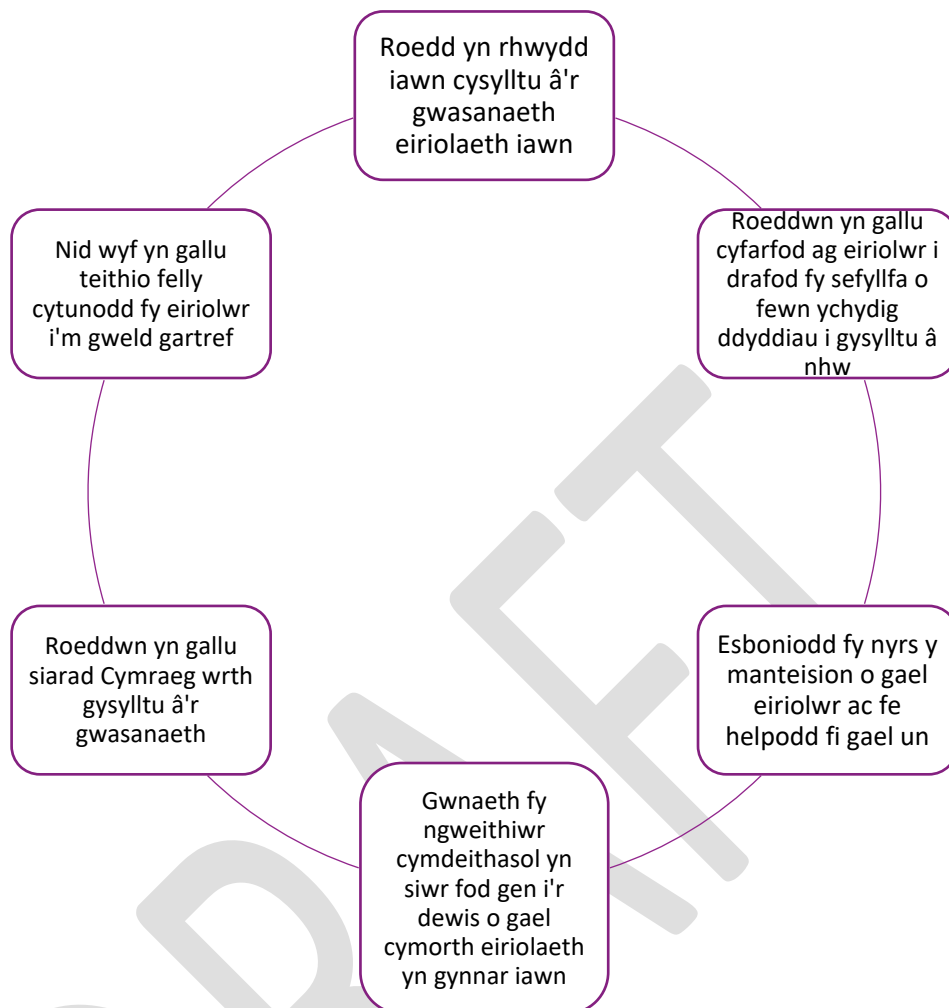 Roedd yn rhwydd
iawn cysylltu â'r
gwasanaeth
eiriolaeth iawn
Roeddwn yn gallu
cyfarfod ag eiriolwr i
drafod fy sefyllfa o
fewn ychydig
ddyddiau i gysylltu â
nhw
Esboniodd fy nyrs y
manteision o gael
eiriolwr ac fe
helpodd fi gael un
Gwnaeth fy
ngweithiwr
cymdeithasol yn
siwr fod gen i'r
dewis o gael
cymorth eiriolaeth
yn gynnar iawn
Roeddwn yn gallu
siarad Cymraeg wrth
gysylltu â'r
gwasanaeth
Nid wyf yn gallu
teithio felly
cytunodd fy eiriolwr
i'm gweld gartref
DRAFT